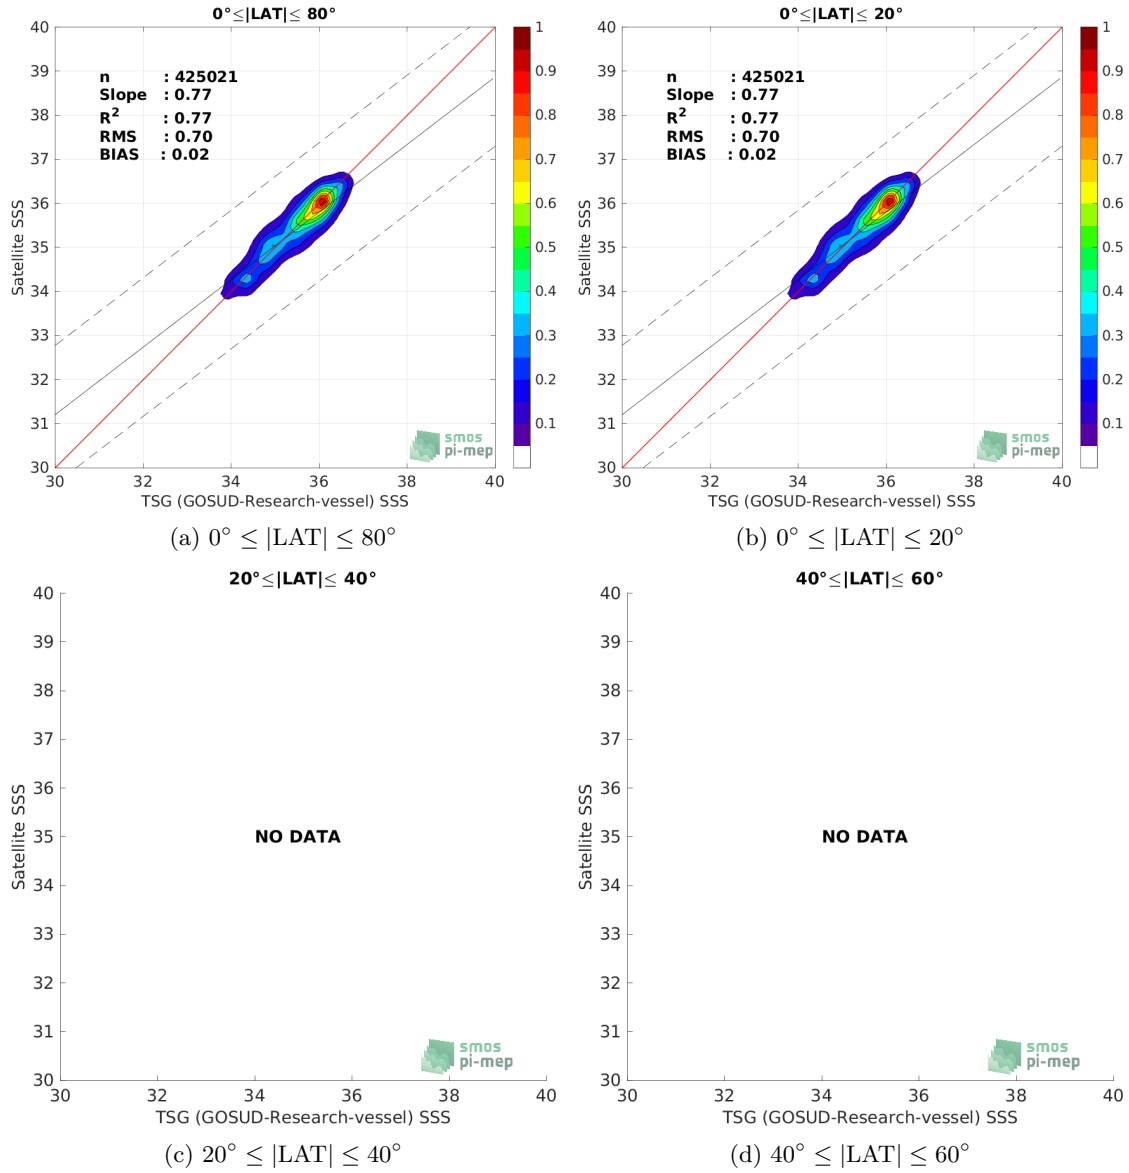 0°≤|LAT|≤ 80°
40
39
38
37
36
35
34
33
32
31
30
Satellite SSS
n : 425021
Slope : 0.77
R² : 0.77
RMS : 0.70
BIAS : 0.02
smos
pi-mep
30 32 34 36 38 40
TSG (GOSUD-Research-vessel) SSS
1
0.9
0.8
0.7
0.6
0.5
0.4
0.3
0.2
0.1
(a) 0° ≤ |LAT| ≤ 80°
0°≤|LAT|≤ 20°
40
39
38
37
36
35
34
33
32
31
30
Satellite SSS
n : 425021
Slope : 0.77
R² : 0.77
RMS : 0.70
BIAS : 0.02
smos
pi-mep
30 32 34 36 38 40
TSG (GOSUD-Research-vessel) SSS
1
0.9
0.8
0.7
0.6
0.5
0.4
0.3
0.2
0.1
(b) 0° ≤ |LAT| ≤ 20°
20°≤|LAT|≤ 40°
40
39
38
37
36
35
34
33
32
31
30
Satellite SSS
NO DATA
smos
pi-mep
30 32 34 36 38 40
TSG (GOSUD-Research-vessel) SSS
(c) 20° ≤ |LAT| ≤ 40°
40°≤|LAT|≤ 60°
40
39
38
37
36
35
34
33
32
31
30
Satellite SSS
NO DATA
smos
pi-mep
30 32 34 36 38 40
TSG (GOSUD-Research-vessel) SSS
(d) 40° ≤ |LAT| ≤ 60°